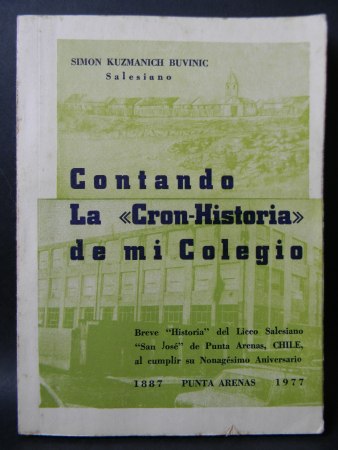 SIMON KUZMANICH BUVINIC
Salesiano
Contando
La «Cron-Historia»
de mi Colegio
Breve "Historia" del Liceo Salesiano
"San José" de Punta Arenas, CHILE,
al cumplir su Nonagésimo Aniversario
1887 PUNTA ARENAS 1977